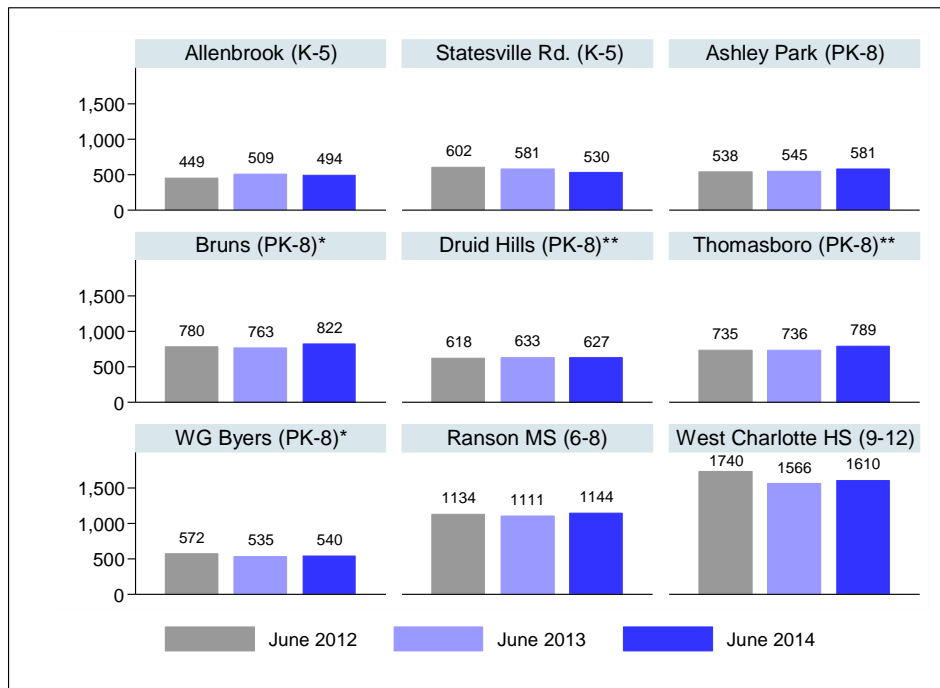 Allenbrook (K-5) Statesville Rd. (K-5) Ashley Park (PK-8)
1,500
1,000
500
0
449 509 494 602 581 530 538 545 581
Bruns (PK-8)* Druid Hills (PK-8)** Thomasboro (PK-8)**
1,500
1,000
500
0
780 763 822 618 633 627 735 736 789
WG Byers (PK-8)* Ranson MS (6-8) West Charlotte HS (9-12)
1,500
1,000
500
0
572 535 540 1134 1111 1144 1740 1566 1610
June 2012 June 2013 June 2014